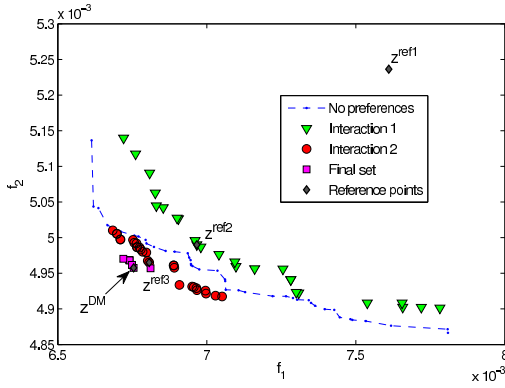 x 10⁻³
5.3
5.25
5.2
5.15
5.1
5.05
5
4.95
4.9
4.85
f₂
z^ref1
No preferences
Interaction 1
Interaction 2
Final set
Reference points
z^ref2
z^ref3
z^DM
6.5
7
7.5
8
f₁
x 10⁻³